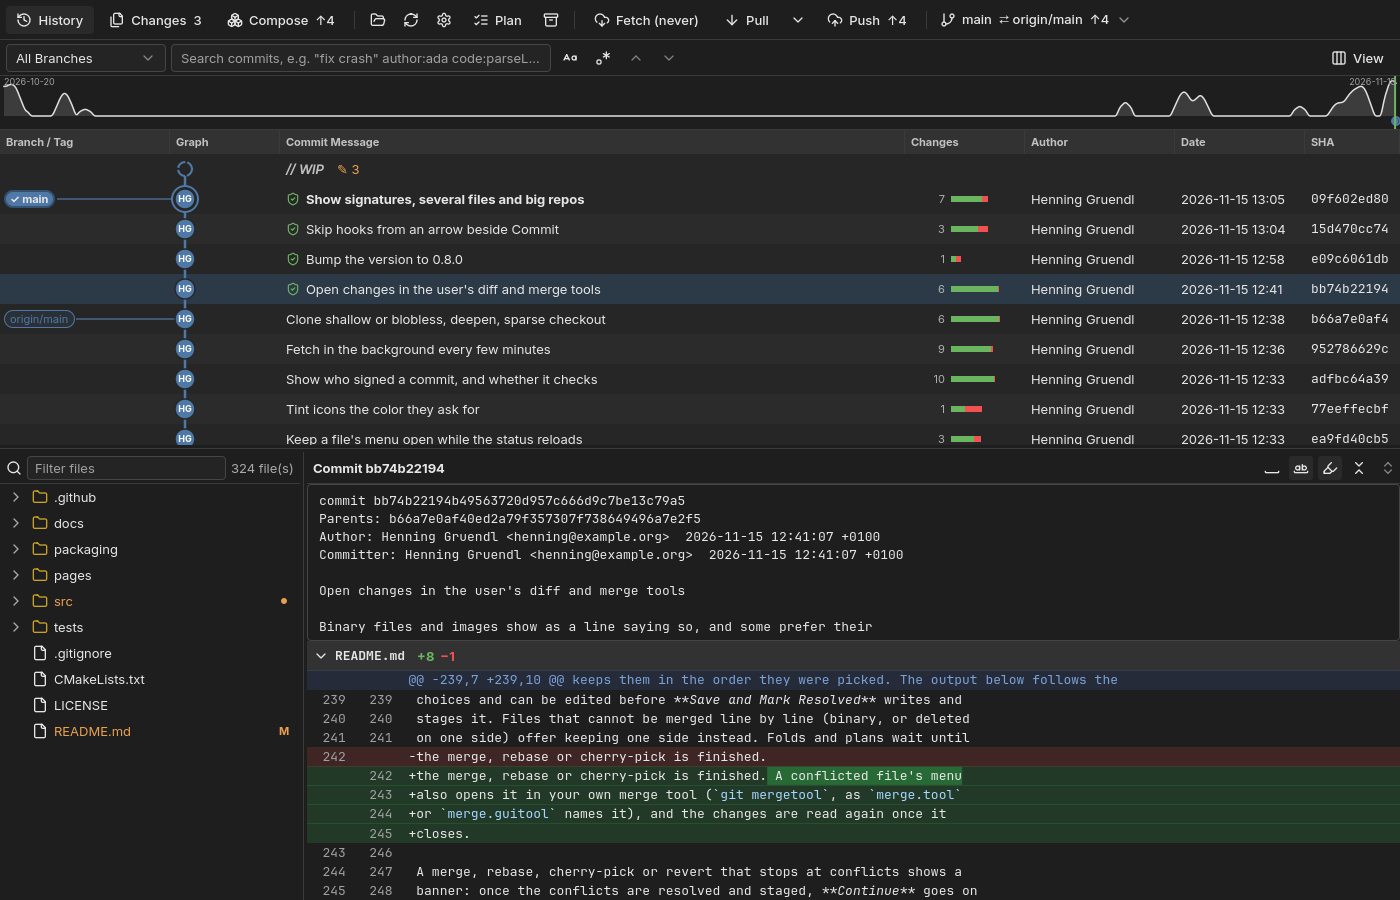 History Changes 3 Compose ↑4 Plan Fetch (never) Pull Push ↑4 main ⇄ origin/main ↑4
All Branches Search commits, e.g. "fix crash" author:ada code:parseL... Aa .* View
2026-10-20
Branch / Tag Graph Commit Message Changes Author Date SHA
// WIP ✎ 3
✓ main HG Show signatures, several files and big repos 7 Henning Gruendl 2026-11-15 13:05 09f602ed80
HG Skip hooks from an arrow beside Commit 3 Henning Gruendl 2026-11-15 13:04 15d470cc74
HG Bump the version to 0.8.0 1 Henning Gruendl 2026-11-15 12:58 e09c6061db
HG Open changes in the user's diff and merge tools 6 Henning Gruendl 2026-11-15 12:41 bb74b22194
origin/main HG Clone shallow or blobless, deepen, sparse checkout 6 Henning Gruendl 2026-11-15 12:38 b66a7e0af4
HG Fetch in the background every few minutes 9 Henning Gruendl 2026-11-15 12:36 952786629c
HG Show who signed a commit, and whether it checks 10 Henning Gruendl 2026-11-15 12:33 adfbc64a39
HG Tint icons the color they ask for 1 Henning Gruendl 2026-11-15 12:33 77eeffecbf
HG Keep a file's menu open while the status reloads 3 Henning Gruendl 2026-11-15 12:33 ea9fd40cb5
Filter files 324 file(s)
.github
docs
packaging
pages
src
tests
.gitignore
CMakeLists.txt
LICENSE
README.md M
Commit bb74b22194 ab
commit bb74b22194b49563720d957c666d9c7be13c79a5
Parents: b66a7e0af40ed2a79f357307f738649496a7e2f5
Author: Henning Gruendl <henning@example.org> 2026-11-15 12:41:07 +0100
Committer: Henning Gruendl <henning@example.org> 2026-11-15 12:41:07 +0100
Open changes in the user's diff and merge tools
Binary files and images show as a line saying so, and some prefer their
README.md +8 −1
@@ -239,7 +239,10 @@ keeps them in the order they were picked. The output below follows the
239 239 choices and can be edited before **Save and Mark Resolved** writes and
240 240 stages it. Files that cannot be merged line by line (binary, or deleted
241 241 on one side) offer keeping one side instead. Folds and plans wait until
242 -the merge, rebase or cherry-pick is finished.
242 +the merge, rebase or cherry-pick is finished. A conflicted file's menu
243 +also opens it in your own merge tool (`git mergetool`, as `merge.tool`
244 +or `merge.guitool` names it), and the changes are read again once it
245 +closes.
243 246
244 247 A merge, rebase, cherry-pick or revert that stops at conflicts shows a
245 248 banner: once the conflicts are resolved and staged, **Continue** goes on